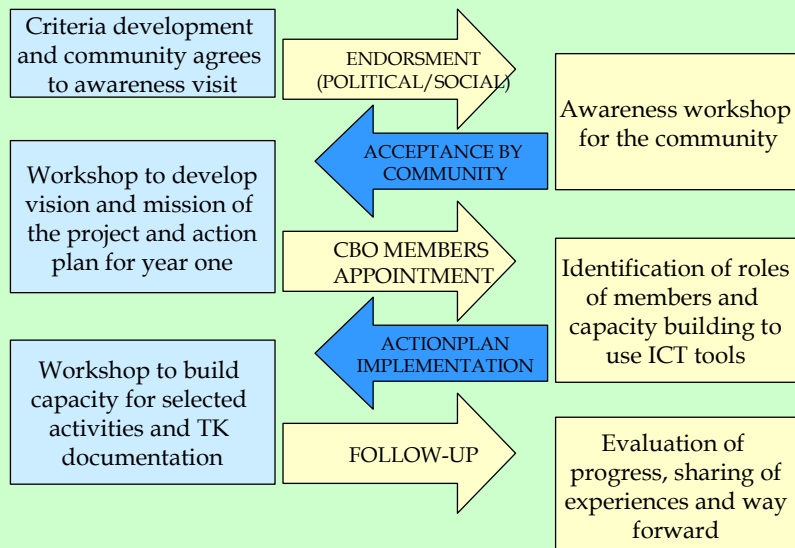 Criteria development
and community agrees
to awareness visit
ENDORSMENT
(POLITICAL/SOCIAL)
Awareness workshop
for the community
ACCEPTANCE BY
COMMUNITY
Workshop to develop
vision and mission of
the project and action
plan for year one
CBO MEMBERS
APPOINTMENT
Identification of roles
of members and
capacity building to
use ICT tools
ACTIONPLAN
IMPLEMENTATION
Workshop to build
capacity for selected
activities and TK
documentation
FOLLOW-UP
Evaluation of
progress, sharing of
experiences and way
forward